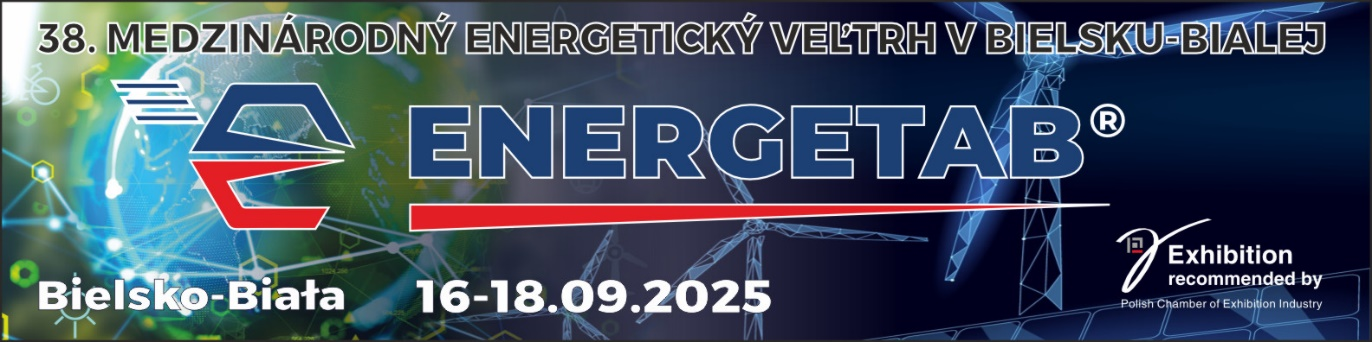 38. MEDZINÁRODNÝ ENERGETICKÝ VEĽTRH V BIELSKU-BIALEJ
ENERGETAB®
Bielsko-Biała 16-18.09.2025
Exhibition
recommended by
Polish Chamber of Exhibition Industry